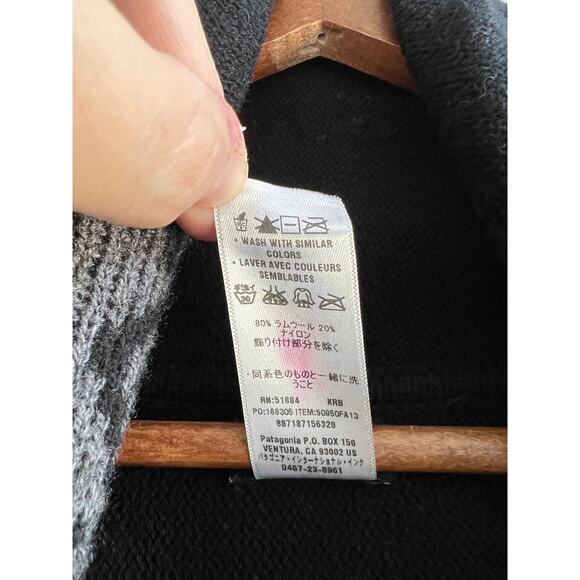 • WASH WITH SIMILAR
COLORS
• LAVER AVEC COULEURS
SEMBLABLES
手洗イ
30
80% ラムウール 20%
ナイロン
飾り付け部分を除く
・同系色のものと一緒に洗
うこと
RN:51884 KRB
PO:168305 ITEM:50950FA13
887187156320
Patagonia P.O. BOX 150
VENTURA, CA 93002 US
パタゴニア・インターナショナル・インク
0467-23-8961